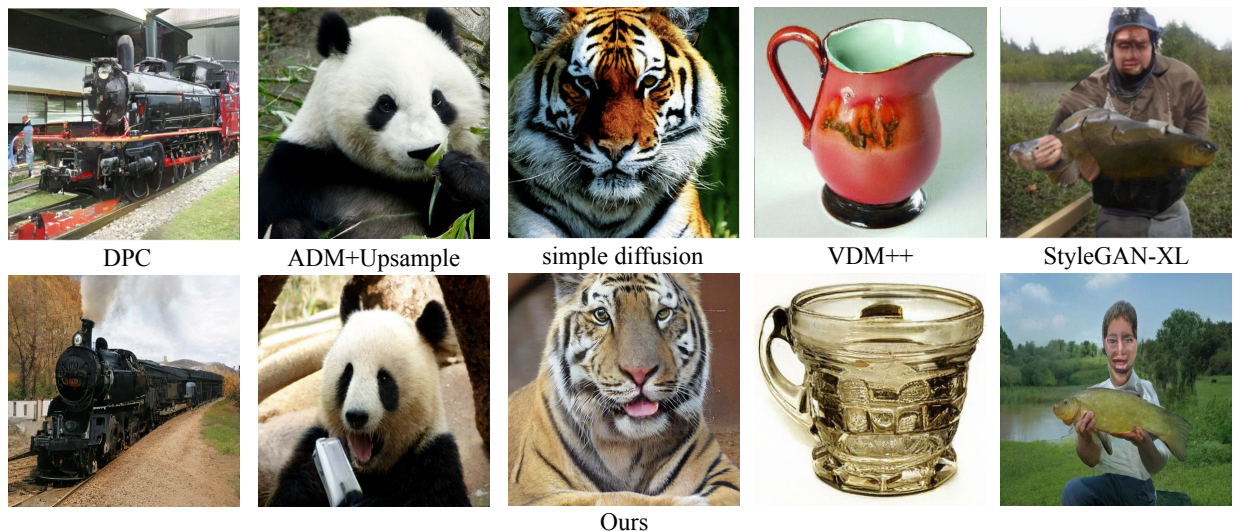 DPC
ADM+Upsample
simple diffusion
VDM++
StyleGAN-XL
Ours